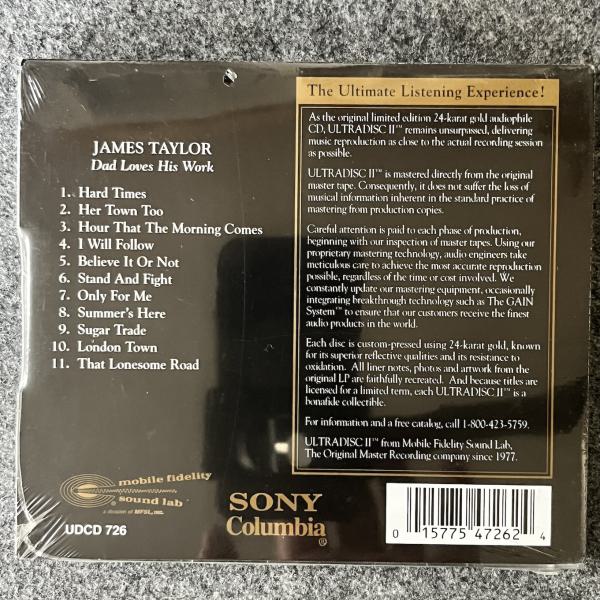 JAMES TAYLOR
Dad Loves His Work
1. Hard Times
2. Her Town Too
3. Hour That The Morning Comes
4. I Will Follow
5. Believe It Or Not
6. Stand And Fight
7. Only For Me
8. Summer's Here
9. Sugar Trade
10. London Town
11. That Lonesome Road
The Ultimate Listening Experience!
As the original limited edition 24-karat gold audiophile
CD, ULTRADISC II™ remains unsurpassed, delivering
music reproduction as close to the actual recording session
as possible.
ULTRADISC II™ is mastered directly from the original
master tape. Consequently, it does not suffer the loss of
musical information inherent in the standard practice of
mastering from production copies.
Careful attention is paid to each phase of production,
beginning with our inspection of master tapes. Using our
proprietary mastering technology, audio engineers take
meticulous care to achieve the most accurate reproduction
possible, regardless of the time or cost involved. We
constantly update our mastering equipment, occasionally
integrating breakthrough technology such as The GAIN
System™ to ensure that our customers receive the finest
audio products in the world.
Each disc is custom-pressed using 24-karat gold, known
for its superior reflective qualities and its resistance to
oxidation. All liner notes, photos and artwork from the
original LP are faithfully recreated. And because titles are
licensed for a limited term, each ULTRADISC II™ is a
bonafide collectible.
For information and a free catalog, call 1-800-423-5759.
ULTRADISC II™ from Mobile Fidelity Sound Lab,
The Original Master Recording company since 1977.
mobile fidelity
sound lab
a division of MFSL, INC.
UDCD 726
SONY
Columbia®
0 15775 47262 4